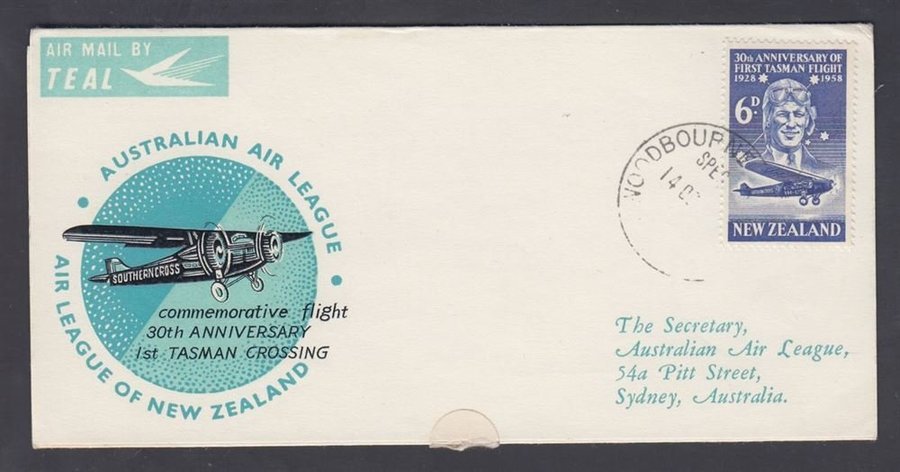 AIR MAIL BY
TEAL
AUSTRALIAN AIR LEAGUE
SOUTHERN CROSS
commemorative flight
30th ANNIVERSARY
1st TASMAN CROSSING
AIR LEAGUE OF NEW ZEALAND
30th ANNIVERSARY OF
FIRST TASMAN FLIGHT
1928 1958
6D.
NEW ZEALAND
14
The Secretary,
Australian Air League,
54a Pitt Street,
Sydney, Australia.